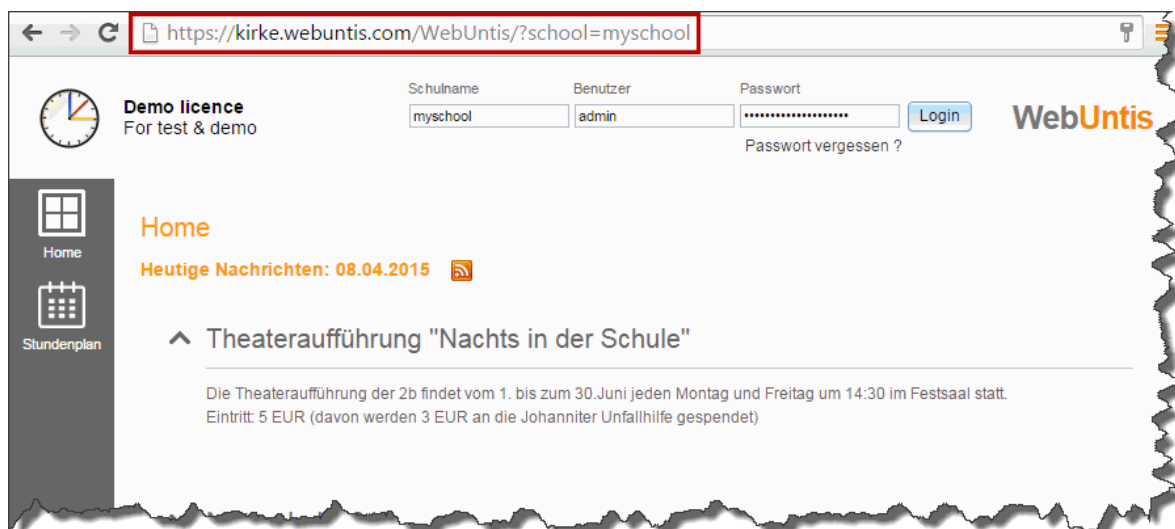 https://kirke.webuntis.com/WebUntis/?school=myschool
Demo licence
For test & demo
Schulname
Benutzer
Passwort
myschool
admin
••••••••••••••••••••
Login
Passwort vergessen ?
WebUntis
Home
Stundenplan
Home
Heutige Nachrichten: 08.04.2015
Theateraufführung "Nachts in der Schule"
Die Theateraufführung der 2b findet vom 1. bis zum 30.Juni jeden Montag und Freitag um 14:30 im Festsaal statt.
Eintritt: 5 EUR (davon werden 3 EUR an die Johanniter Unfallhilfe gespendet)